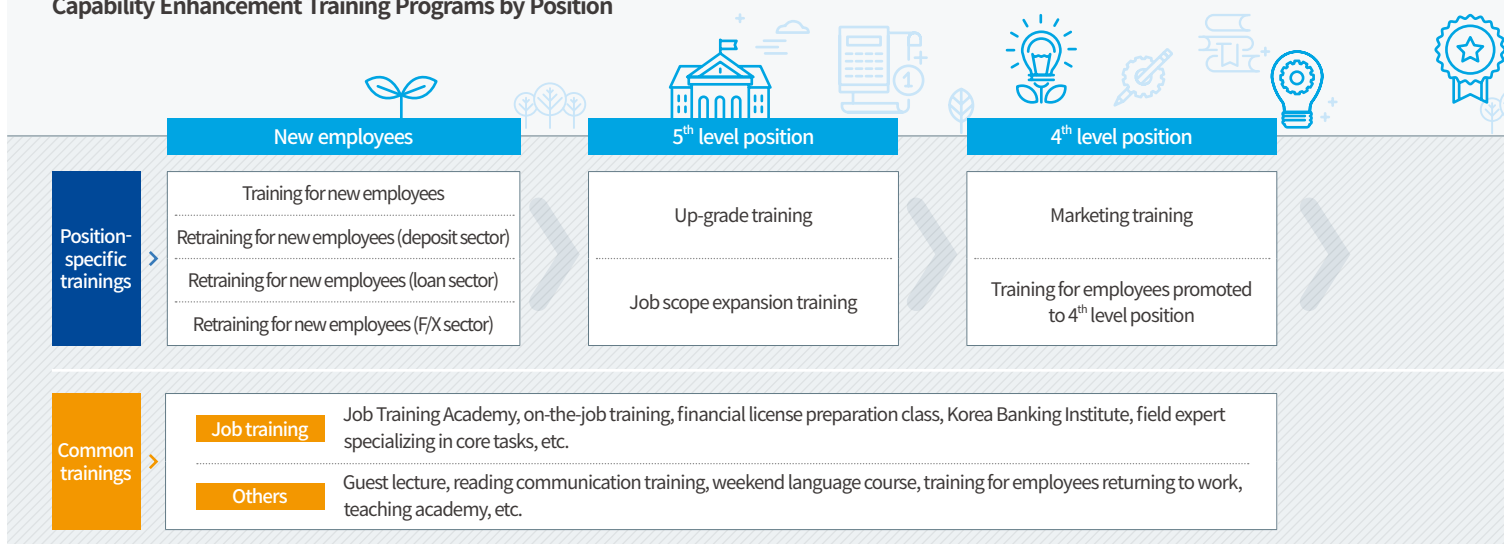 Capability Enhancement Training Programs by Position
1
New employees
5th level position
4th level position
Position-
specific
trainings
Training for new employees
Retraining for new employees (deposit sector)
Retraining for new employees (loan sector)
Retraining for new employees (F/X sector)
Up-grade training
Job scope expansion training
Marketing training
Training for employees promoted
to 4th level position
Common
trainings
Job training
Job Training Academy, on-the-job training, financial license preparation class, Korea Banking Institute, field expert
specializing in core tasks, etc.
Others
Guest lecture, reading communication training, weekend language course, training for employees returning to work,
teaching academy, etc.